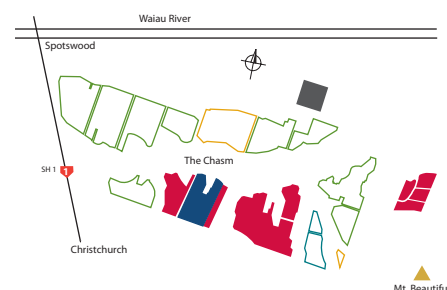 Waiau River
Spotswood
The Chasm
SH 1
1
Christchurch
Mt. Beautiful